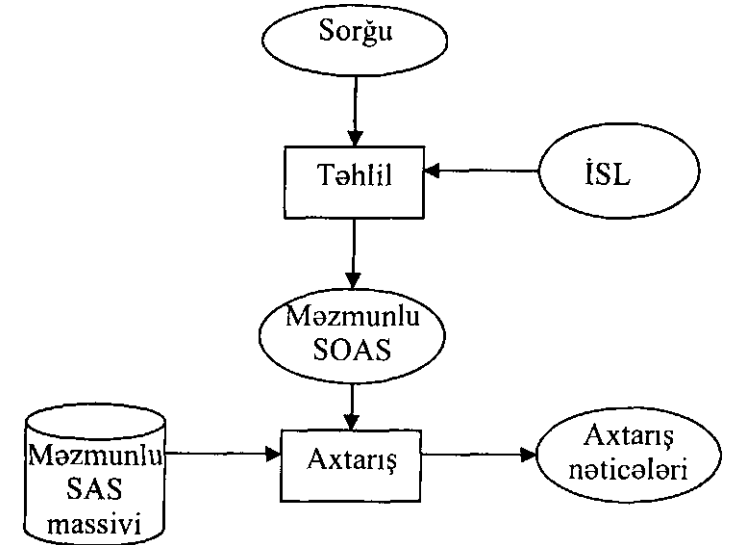 Sorğu
Təhlil
İSL
Məzmunlu
SOAS
Məzmunlu
SAS
massivi
Axtarış
Axtarış
nəticələri